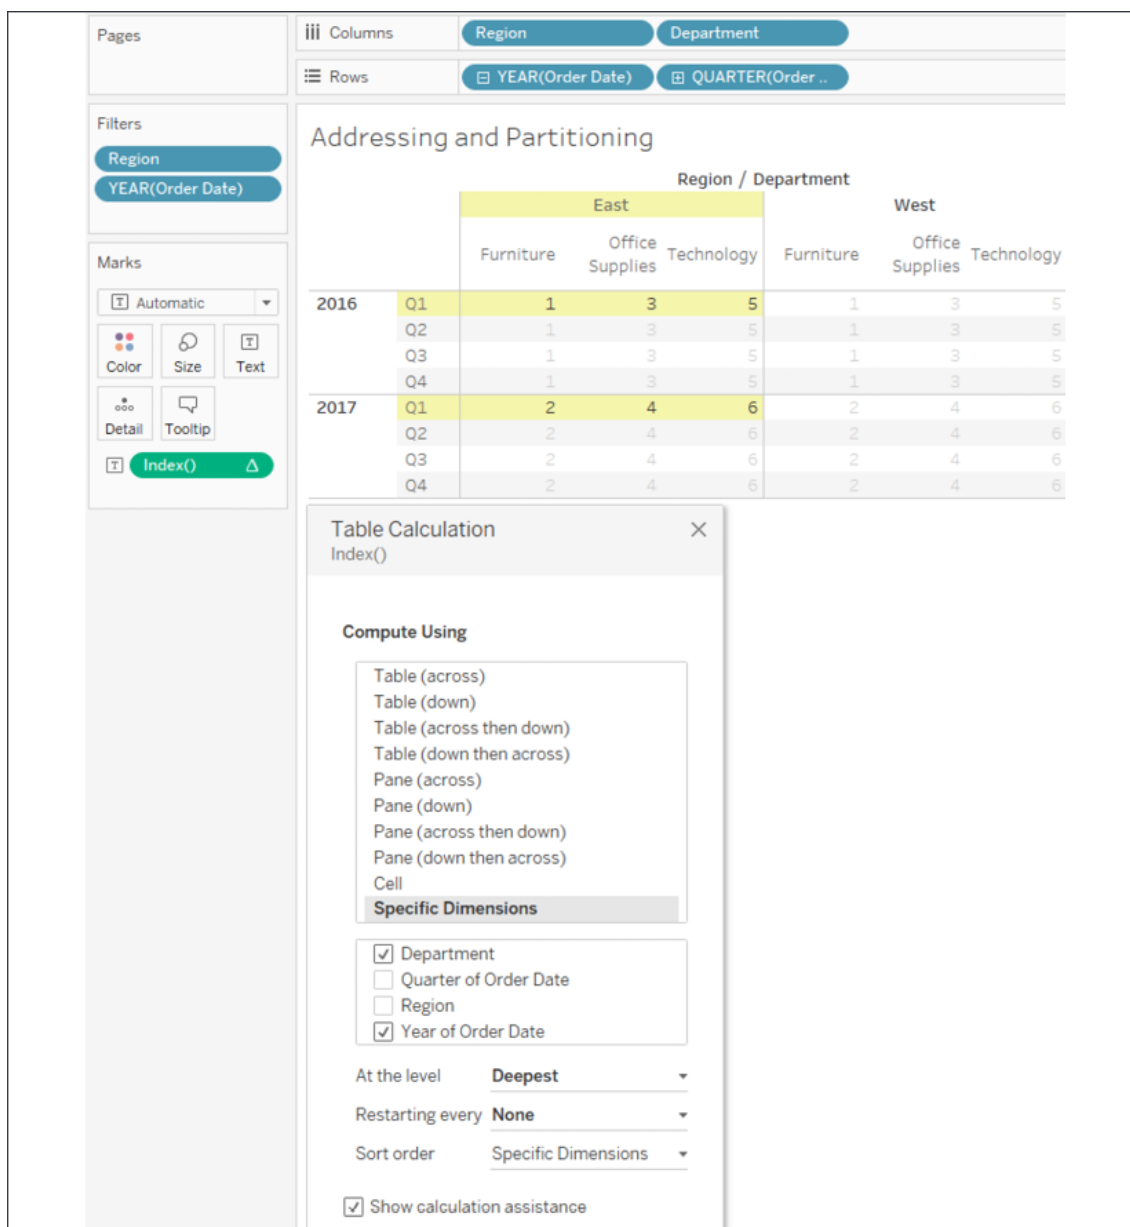 Pages
Columns Region Department
Rows YEAR(Order Date) QUARTER(Order ..
Filters
Region
YEAR(Order Date)
Marks
Automatic
Color Size Text
Detail Tooltip
Index()
Addressing and Partitioning
Region / Department
East West
Furniture Office Supplies Technology Furniture Office Supplies Technology
2016 Q1 1 3 5 1 3 5
Q2 1 3 5 1 3 5
Q3 1 3 5 1 3 5
Q4 1 3 5 1 3 5
2017 Q1 2 4 6 2 4 6
Q2 2 4 6 2 4 6
Q3 2 4 6 2 4 6
Q4 2 4 6 2 4 6
Table Calculation
Index()
Compute Using
Table (across)
Table (down)
Table (across then down)
Table (down then across)
Pane (across)
Pane (down)
Pane (across then down)
Pane (down then across)
Cell
Specific Dimensions
Department
Quarter of Order Date
Region
Year of Order Date
At the level Deepest
Restarting every None
Sort order Specific Dimensions
Show calculation assistance